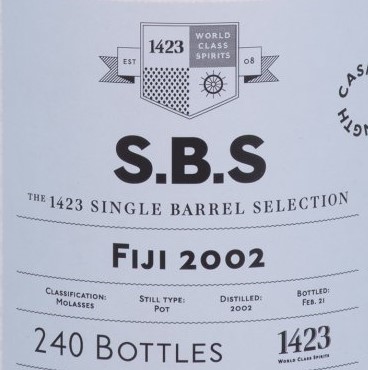 1423
WORLD
CLASS
SPIRITS
EST 08
S.B.S
THE 1423 SINGLE BARREL SELECTION
FIJI 2002
CLASSIFICATION: MOLASSES
STILL TYPE: POT
DISTILLED: 2002
BOTTLED: FEB. 21
240 BOTTLES
1423
WORLD CLASS SPIRITS